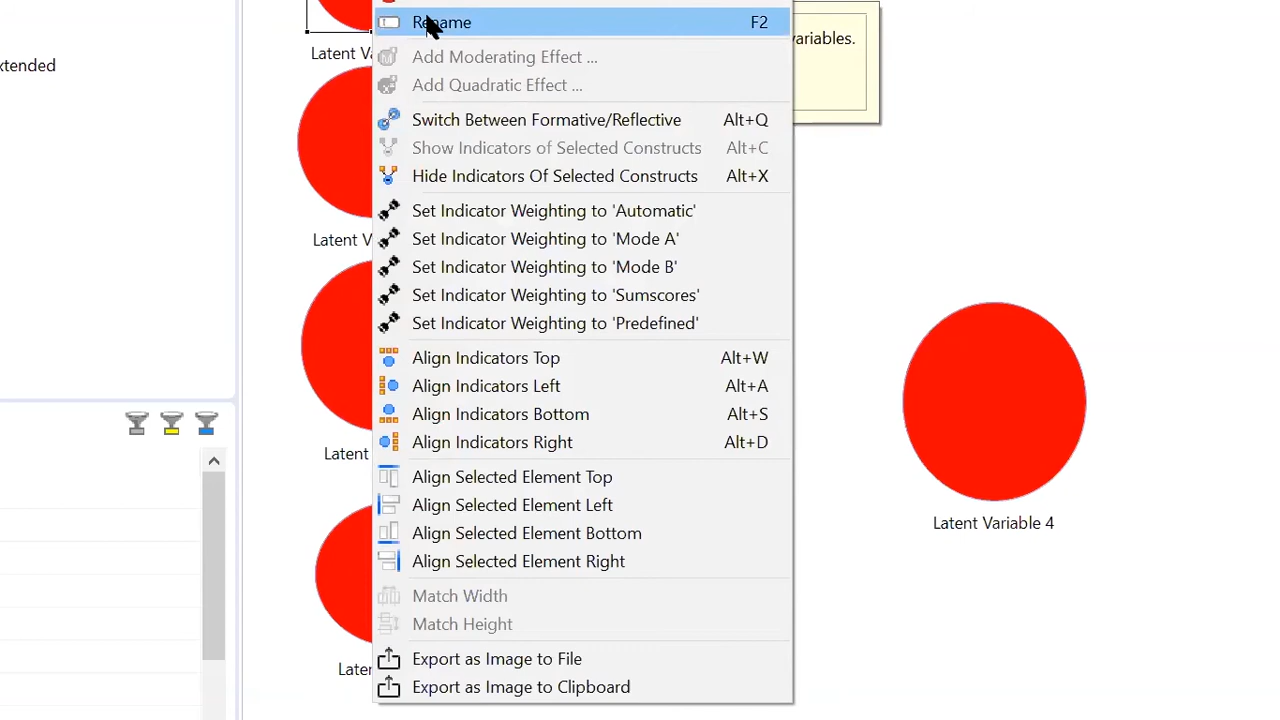 Rename F2
variables.
Latent
xtended
Add Moderating Effect ...
Add Quadratic Effect ...
Switch Between Formative/Reflective Alt+Q
Show Indicators of Selected Constructs Alt+C
Hide Indicators Of Selected Constructs Alt+X
Set Indicator Weighting to 'Automatic'
Latent V
Set Indicator Weighting to 'Mode A'
Set Indicator Weighting to 'Mode B'
Set Indicator Weighting to 'Sumscores'
Set Indicator Weighting to 'Predefined'
Align Indicators Top Alt+W
Align Indicators Left Alt+A
Align Indicators Bottom Alt+S
Align Indicators Right Alt+D
Latent
Align Selected Element Top
Align Selected Element Left
Align Selected Element Bottom
Align Selected Element Right
Latent Variable 4
Match Width
Match Height
Export as Image to File
Later
Export as Image to Clipboard